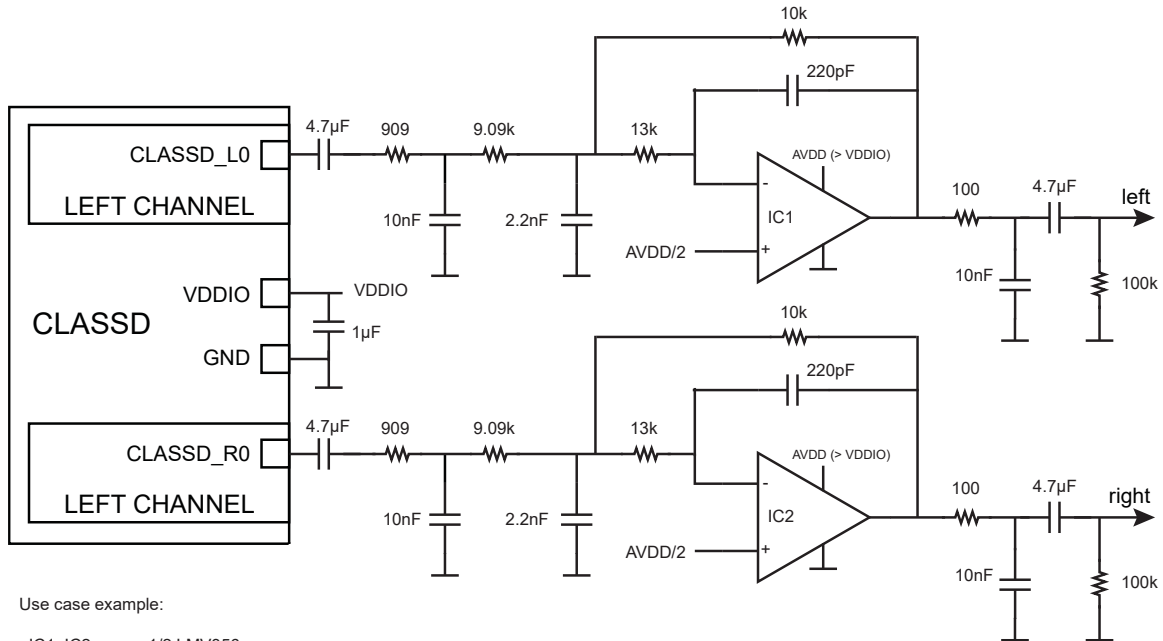 10k
220pF
4.7µF
909
9.09k
13k
CLASSD_L0
LEFT CHANNEL
10nF
2.2nF
AVDD (> VDDIO)
-
IC1
+
AVDD/2
100
4.7µF
left
10nF
100k
VDDIO
VDDIO
CLASSD
1µF
GND
10k
220pF
4.7µF
909
9.09k
13k
CLASSD_R0
LEFT CHANNEL
10nF
2.2nF
AVDD (> VDDIO)
-
IC2
+
AVDD/2
100
4.7µF
right
10nF
100k
Use case example: